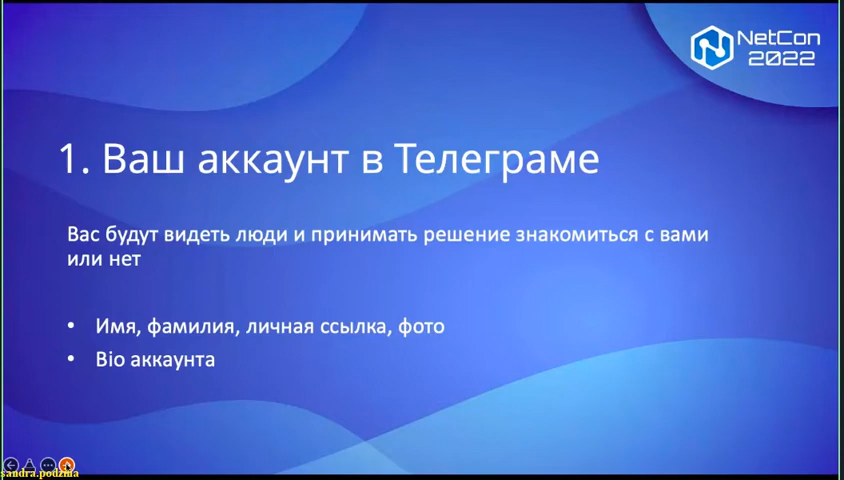 NetCon
2022
1. Ваш аккаунт в Телеграме
Вас будут видеть люди и принимать решение знакомиться с вами
или нет
• Имя, фамилия, личная ссылка, фото
• Bio аккаунта
sandra.podzina